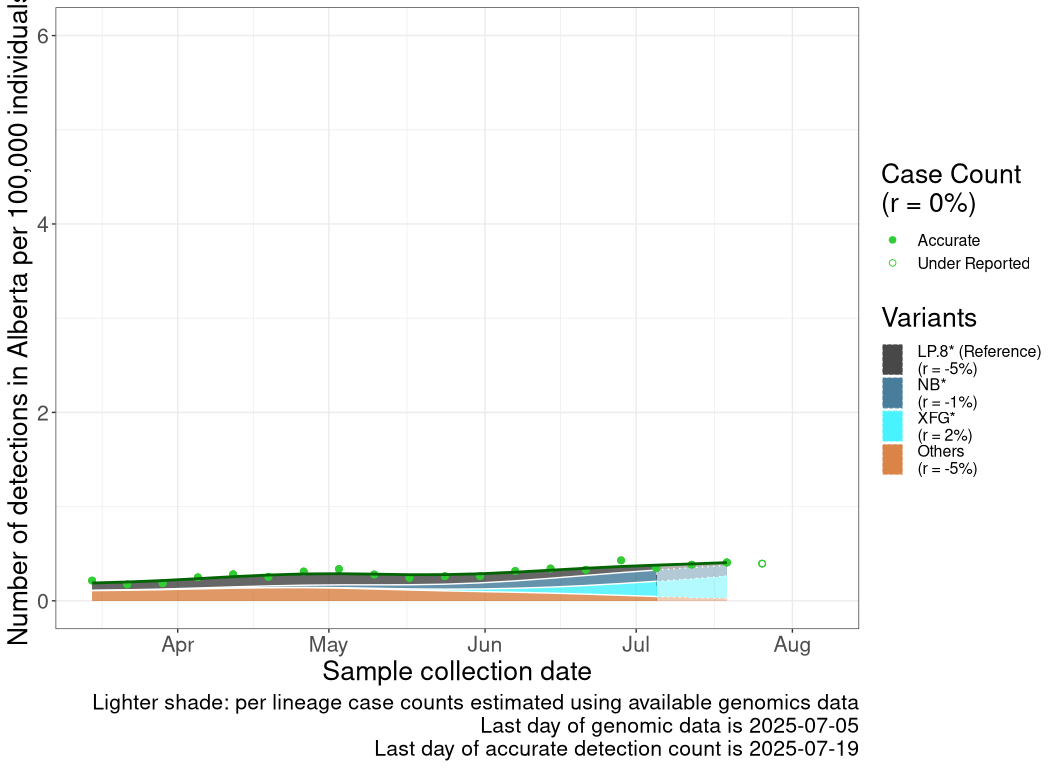 Number of detections in Alberta per 100,000 individuals
6
4
2
0
Apr
May
Jun
Jul
Aug
Sample collection date
Lighter shade: per lineage case counts estimated using available genomics data
Last day of genomic data is 2025-07-05
Last day of accurate detection count is 2025-07-19
Case Count
(r = 0%)
Accurate
Under Reported
Variants
LP.8* (Reference)
(r = -5%)
NB*
(r = -1%)
XFG*
(r = 2%)
Others
(r = -5%)